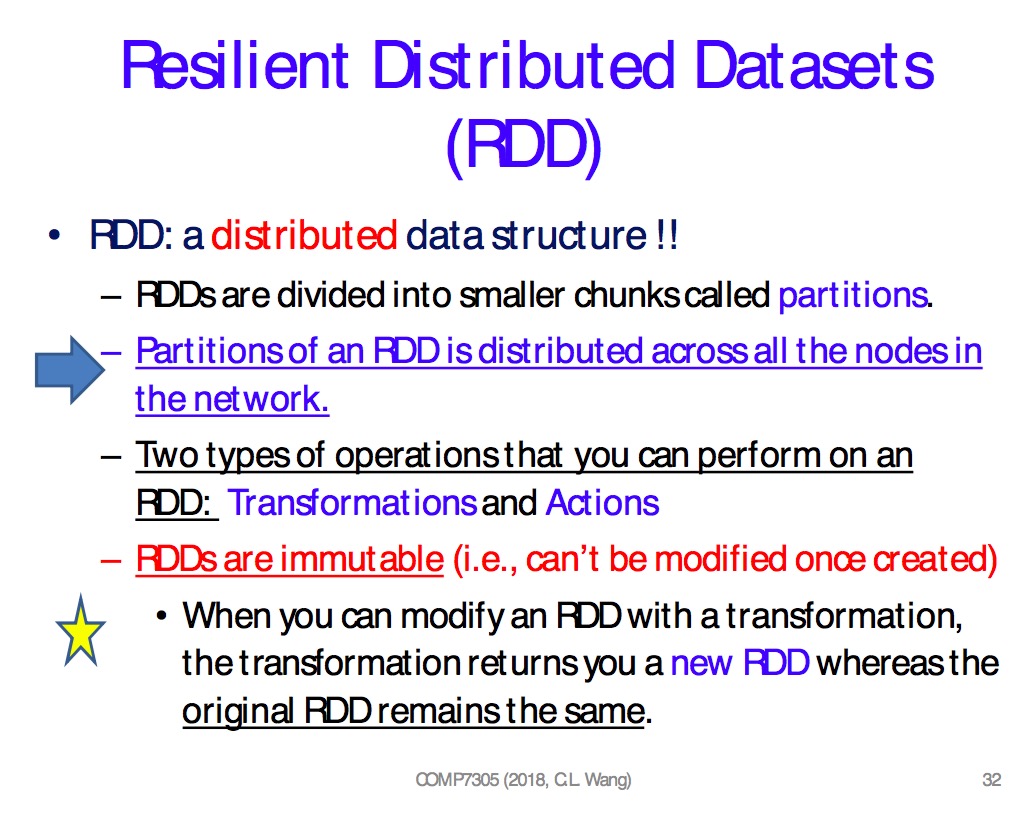 Resilient Distributed Datasets
(RDD)
• RDD: a distributed data structure !!
– RDDs are divided into smaller chunks called partitions.
– Partitions of an RDD is distributed across all the nodes in
the network.
– Two types of operations that you can perform on an
RDD: Transformations and Actions
– RDDs are immutable (i.e., can't be modified once created)
• When you can modify an RDD with a transformation,
the transformation returns you a new RDD whereas the
original RDD remains the same.
COMP7305 (2018, C.L. Wang)
32